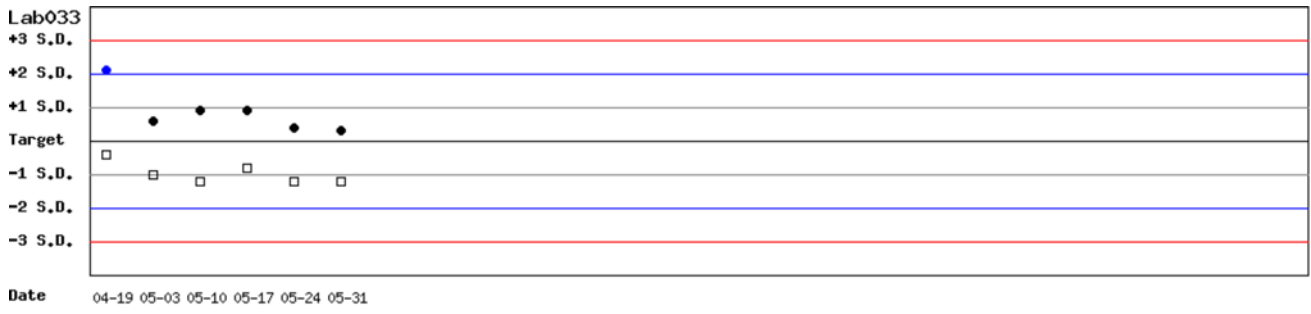 Lab033
+3 S.D.
+2 S.D.
+1 S.D.
Target
-1 S.D.
-2 S.D.
-3 S.D.
Date 04-19 05-03 05-10 05-17 05-24 05-31